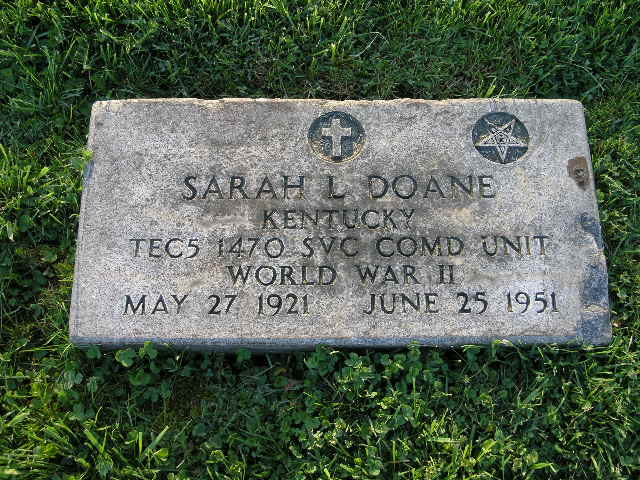 SARAH L DOANE
KENTUCKY
TEC5 1470 SVC COMD UNIT
WORLD WAR II
MAY 27 1921 JUNE 25 1951